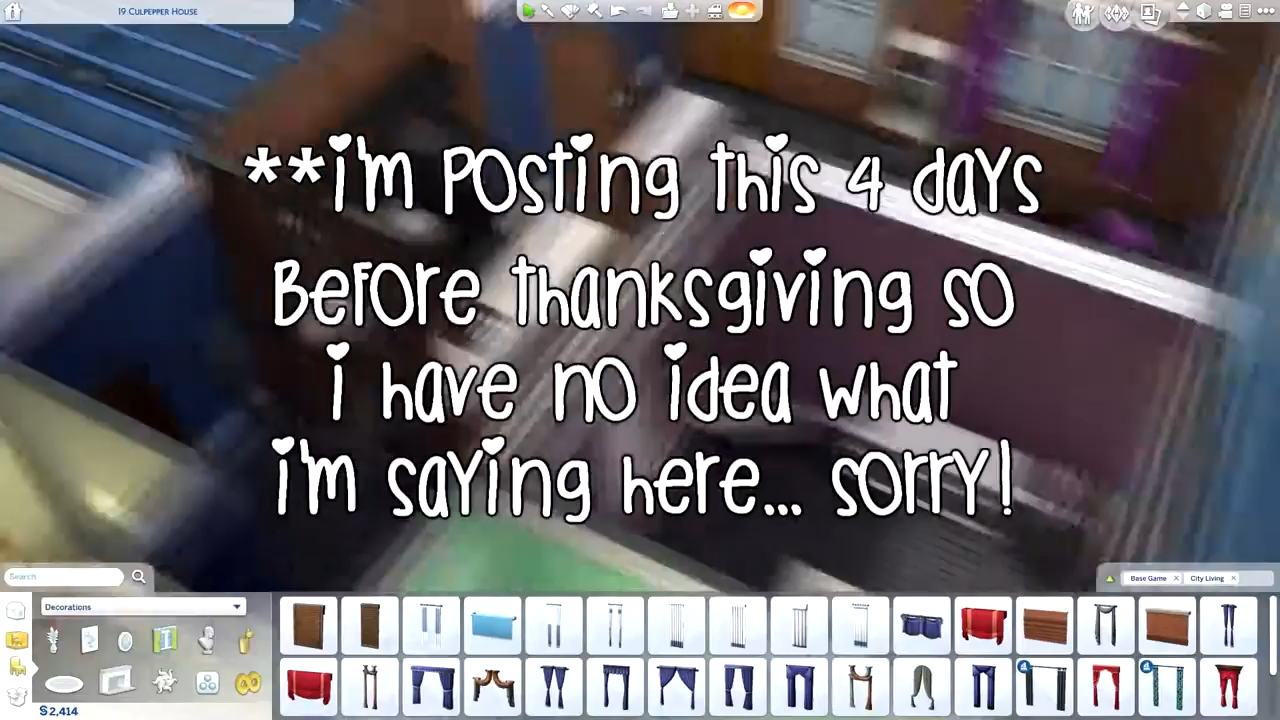 19 Culpepper House
**i'm Posting this 4 days
Before thanksgiving so
i have no idea what
i'm saying here... sorry!
Search
Base Game
City Living
Decorations
§2,414